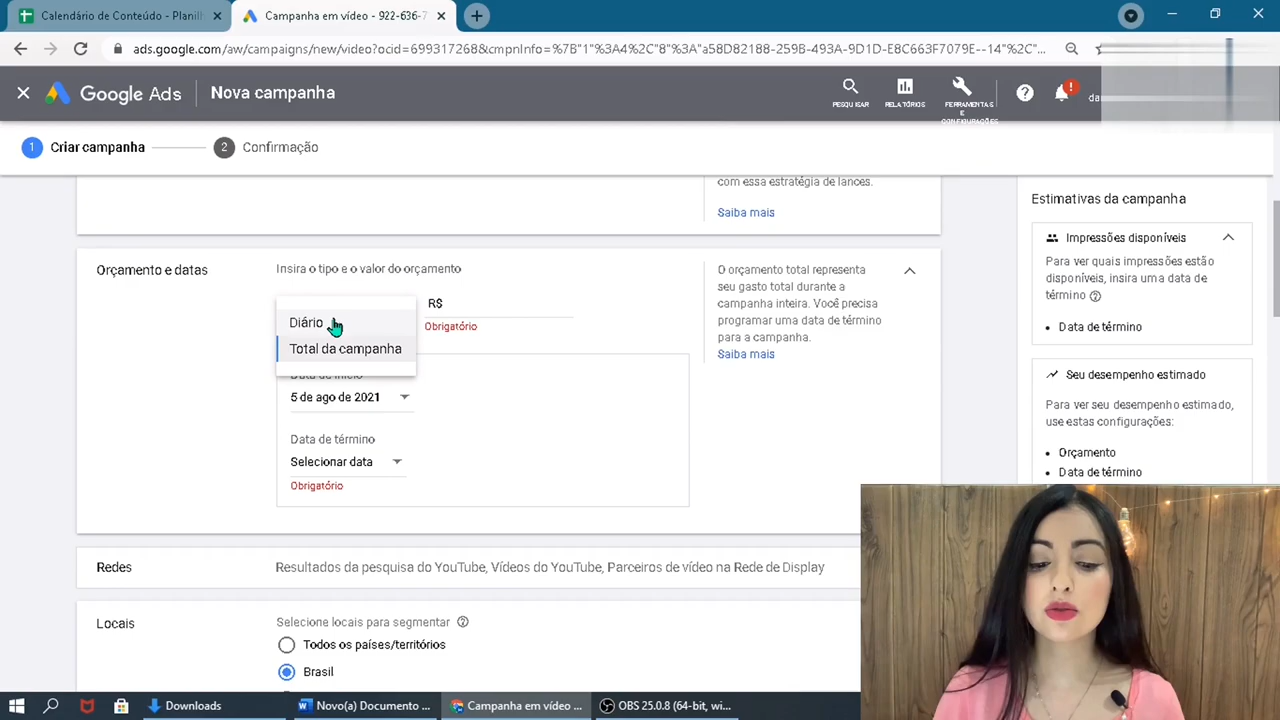 Calendário de Conteúdo - Planilh
Campanha em vídeo - 922-636-7
ads.google.com/aw/campaigns/new/video?ocid=699317268&cmpnInfo=%7B"1"%3A4%2C"8"%3A"a58D82188-259B-493A-9D1D-E8C663F7079E--14"%2C"...
Google Ads
Nova campanha
PESQUISAR
RELATÓRIOS
FERRAMENTAS
E
CONFIGURAÇÕES
da
1 Criar campanha
2 Confirmação
com essa estratégia de lances.
Saiba mais
Orçamento e datas
Insira o tipo e o valor do orçamento
Diário
Total da campanha
R$
Obrigatório
Data de início
5 de ago de 2021
Data de término
Selecionar data
Obrigatório
O orçamento total representa
seu gasto total durante a
campanha inteira. Você precisa
programar uma data de término
para a campanha.
Saiba mais
Redes
Resultados da pesquisa do YouTube, Vídeos do YouTube, Parceiros de vídeo na Rede de Display
Locais
Selecione locais para segmentar
Todos os países/territórios
Brasil
Estimativas da campanha
Impressões disponíveis
Para ver quais impressões estão
disponíveis, insira uma data de
término
Data de término
Seu desempenho estimado
Para ver seu desempenho estimado,
use estas configurações:
Orçamento
Data de término
Downloads
Novo(a) Documento ...
Campanha em vídeo ...
OBS 25.0.8 (64-bit, wi...